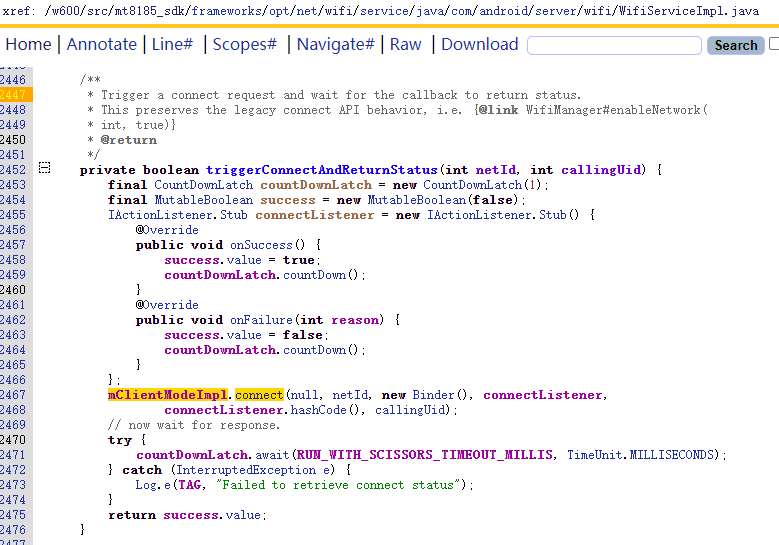 xref: /w600/src/mt8185_sdk/frameworks/opt/net/wifi/service/java/com/android/server/wifi/WifiServiceImpl.java
Home | Annotate | Line# | Scopes# | Navigate# | Raw | Download Search
2446 /**
2447 * Trigger a connect request and wait for the callback to return status.
2448 * This preserves the legacy connect API behavior, i.e. {@link WifiManager#enableNetwork(
2449 * int, true)}
2450 * @return
2451 */
2452 private boolean triggerConnectAndReturnStatus(int netId, int callingUid) {
2453 final CountDownLatch countDownLatch = new CountDownLatch(1);
2454 final MutableBoolean success = new MutableBoolean(false);
2455 IActionListener.Stub connectListener = new IActionListener.Stub() {
2456 @Override
2457 public void onSuccess() {
2458 success.value = true;
2459 countDownLatch.countDown();
2460 }
2461 @Override
2462 public void onFailure(int reason) {
2463 success.value = false;
2464 countDownLatch.countDown();
2465 }
2466 };
2467 mClientModeImpl.connect(null, netId, new Binder(), connectListener,
2468 connectListener.hashCode(), callingUid);
2469 // now wait for response.
2470 try {
2471 countDownLatch.await(RUN_WITH_SCISSORS_TIMEOUT_MILLIS, TimeUnit.MILLISECONDS);
2472 } catch (InterruptedException e) {
2473 Log.e(TAG, "Failed to retrieve connect status");
2474 }
2475 return success.value;
2476 }